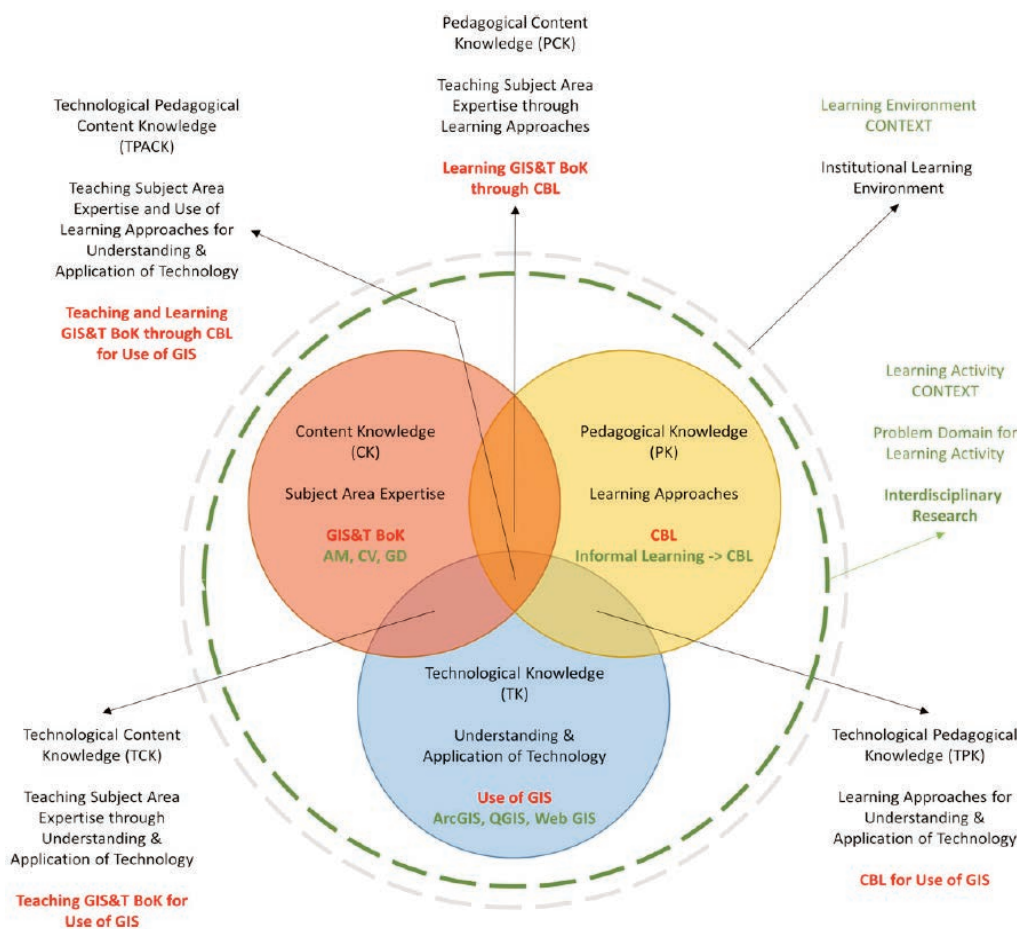 Pedagogical Content
Knowledge (PCK)
Teaching Subject Area
Expertise through
Learning Approaches
Learning GIS&T BoK
through CBL
Technological Pedagogical
Content Knowledge
(TPACK)
Teaching Subject Area
Expertise and Use of
Learning Approaches for
Understanding &
Application of Technology
Teaching and Learning
GIS&T BoK through CBL
for Use of GIS
Learning Environment
CONTEXT
Institutional Learning
Environment
Learning Activity
CONTEXT
Problem Domain for
Learning Activity
Interdisciplinary
Research
Content Knowledge
(CK)
Subject Area Expertise
GIS&T BoK
AM, CV, GD
Pedagogical Knowledge
(PK)
Learning Approaches
CBL
Informal Learning -> CBL
Technological Knowledge
(TK)
Understanding &
Application of Technology
Use of GIS
ArcGIS, QGIS, Web GIS
Technological Content
Knowledge (TCK)
Teaching Subject Area
Expertise through
Understanding &
Application of Technology
Teaching GIS&T BoK for
Use of GIS
Technological Pedagogical
Knowledge (TPK)
Learning Approaches for
Understanding &
Application of Technology
CBL for Use of GIS